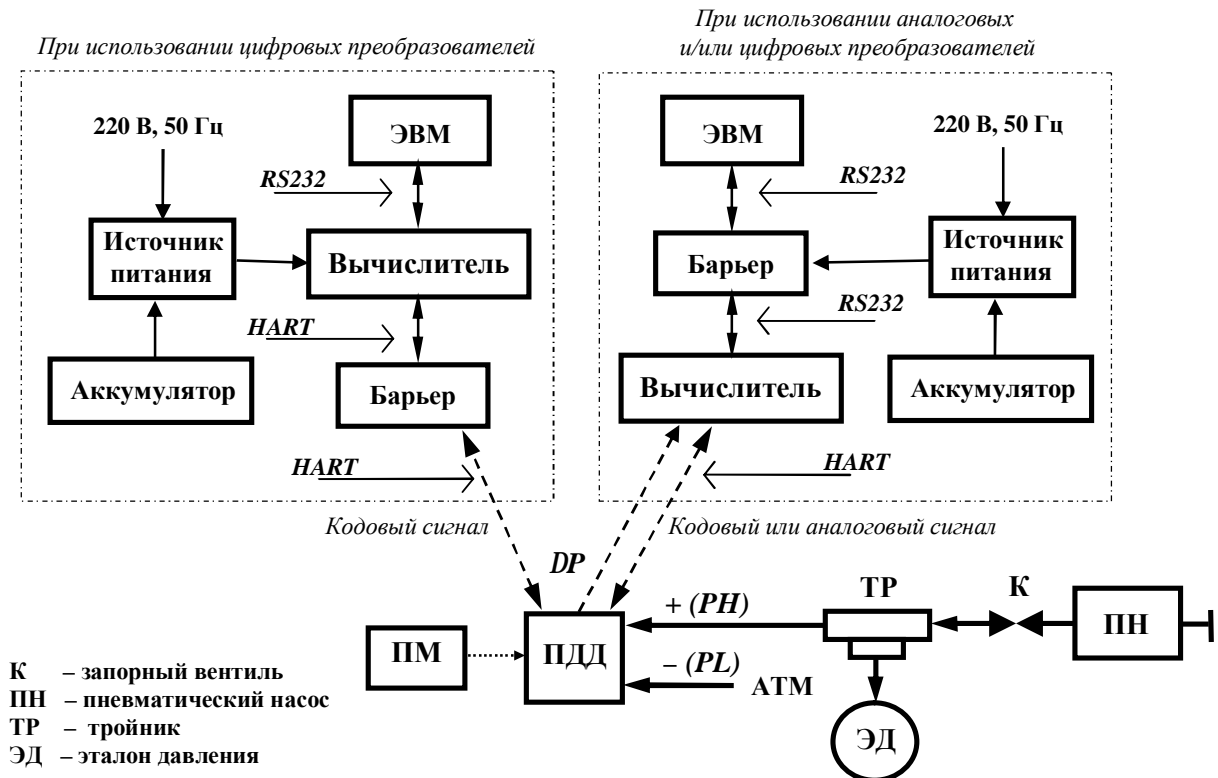 При использовании цифровых преобразователей
При использовании аналоговых
и/или цифровых преобразователей
220 В, 50 Гц
ЭВМ
RS232
Источник
питания
Вычислитель
HART
Аккумулятор
Барьер
HART
Кодовый сигнал
ЭВМ
220 В, 50 Гц
RS232
Барьер
Источник
питания
RS232
Вычислитель
Аккумулятор
HART
Кодовый или аналоговый сигнал
DP
ТР
К
+ (PH)
ПН
ПМ
ПДД
– (PL)
АТМ
ЭД
К – запорный вентиль
ПН – пневматический насос
ТР – тройник
ЭД – эталон давления